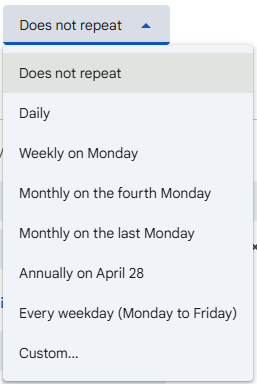 Does not repeat
Does not repeat
Daily
Weekly on Monday
Monthly on the fourth Monday
Monthly on the last Monday
Annually on April 28
Every weekday (Monday to Friday)
Custom...